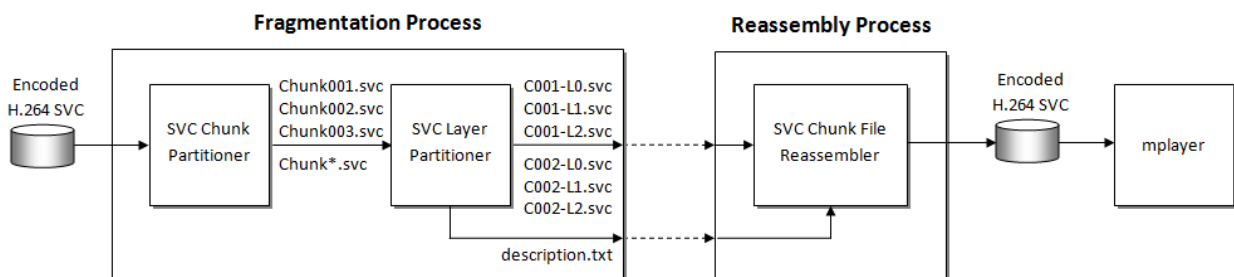 Fragmentation Process
Reassembly Process
Encoded
H.264 SVC
SVC Chunk
Partitioner
Chunk001.svc
Chunk002.svc
Chunk003.svc
Chunk*.svc
SVC Layer
Partitioner
C001-L0.svc
C001-L1.svc
C001-L2.svc
C002-L0.svc
C002-L1.svc
C002-L2.svc
description.txt
SVC Chunk File
Reassembler
Encoded
H.264 SVC
mplayer